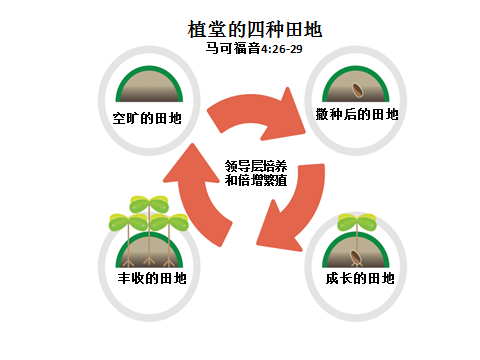 植堂的四种田地
马可福音4:26-29
空旷的田地
撒种后的田地
领导层培养
和倍增繁殖
丰收的田地
成长的田地